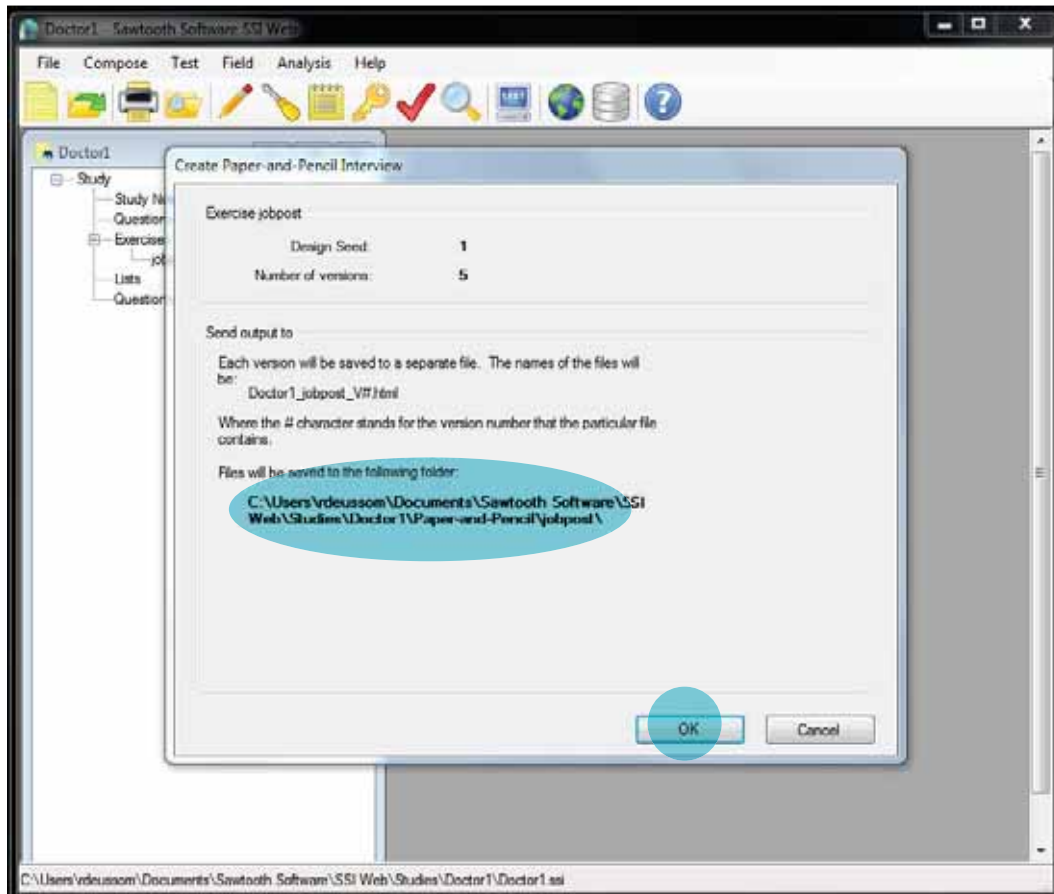 Doctor1 - Sawtooth Software SSI Web
File Compose Test Field Analysis Help
Doctor1
Study
Study N
Question
Exercise
jo
Lists
Question
Create Paper-and-Pencil Interview
Exercise jobpost
Design Seed: 1
Number of versions: 5
Send output to
Each version will be saved to a separate file. The names of the files will
be:
Doctor1_jobpost_V#.html
Where the # character stands for the version number that the particular file
contains.
Files will be saved to the following folder:
C:\Users\rdeussom\Documents\Sawtooth Software\SSI
Web\Studies\Doctor1\Paper-and-Pencil\jobpost\
OK Cancel
C:\Users\rdeussom\Documents\Sawtooth Software\SSI Web\Studies\Doctor1\Doctor1.ssi